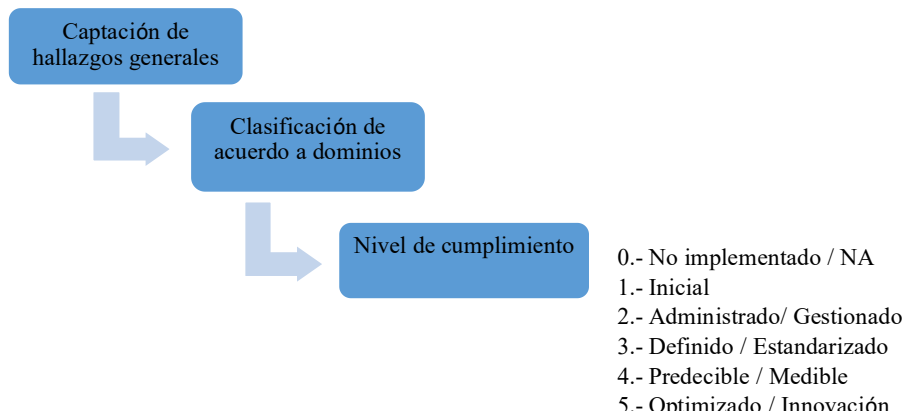 Captación de
hallazgos generales
Clasificación de
acuerdo a dominios
Nivel de cumplimiento
0.- No implementado / NA
1.- Inicial
2.- Administrado/ Gestionado
3.- Definido / Estandarizado
4.- Predecible / Medible
5.- Optimizado / Innovación